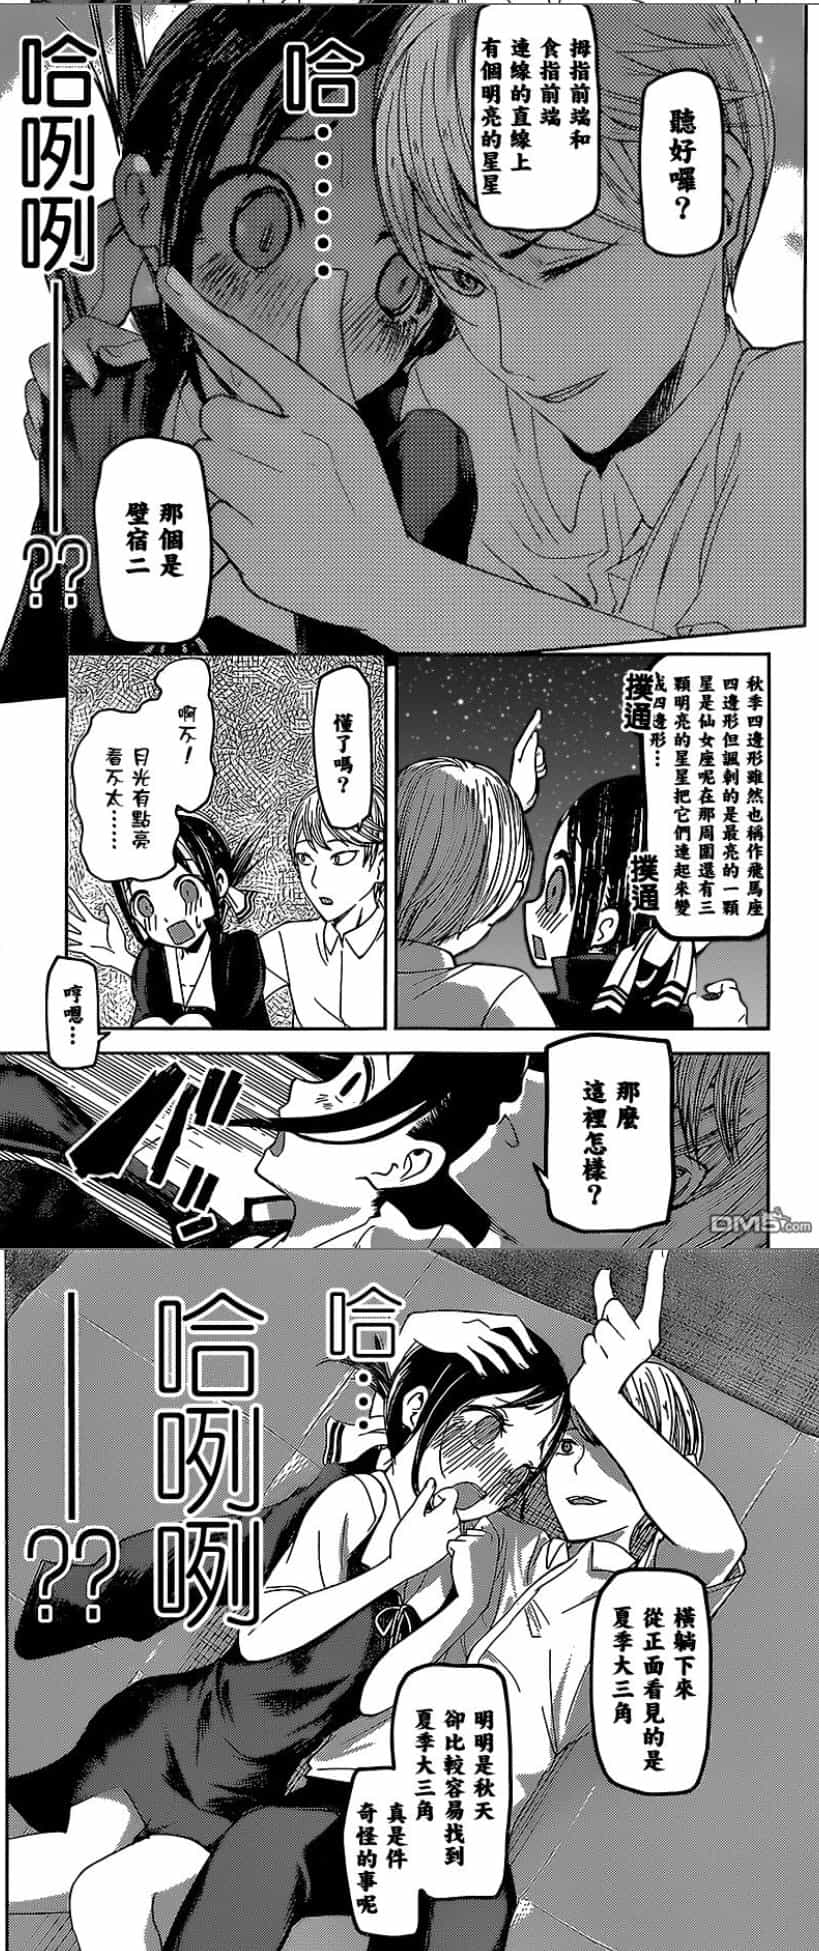 聽好囉？
拇指前端和
食指前端
連線的直線上
有個明亮的星星
哈……
哈咧咧——??
那個是
壁宿二
秋季四邊形雖然也稱作飛馬座
四邊形但諷刺的是最亮的一顆
星是仙女座呢在那周圍還有三
顆明亮的星星把它們連起來變
成四邊形…
撲通
撲通
懂了嗎？
啊不！
月光有點亮
看不太……
哼嗯…
那麼
這裡怎樣？
DM5.com
哈……
哈咧咧——??
橫躺下來
從正面看見的是
夏季大三角
明明是秋天
卻比較容易找到
夏季大三角
真是件
奇怪的事呢